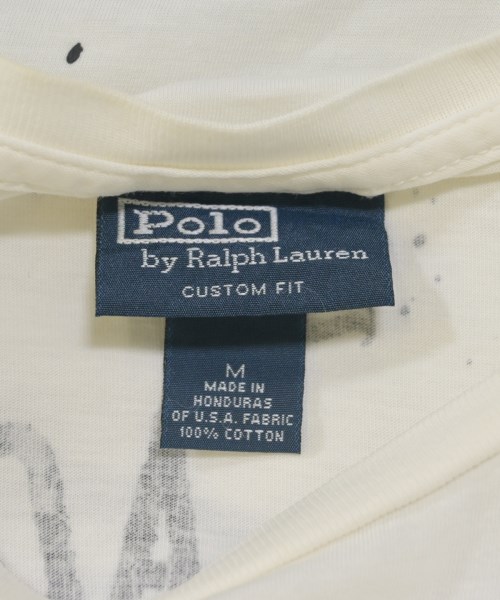 Polo
by Ralph Lauren
CUSTOM FIT
M
MADE IN
HONDURAS
OF U.S.A. FABRIC
100% COTTON